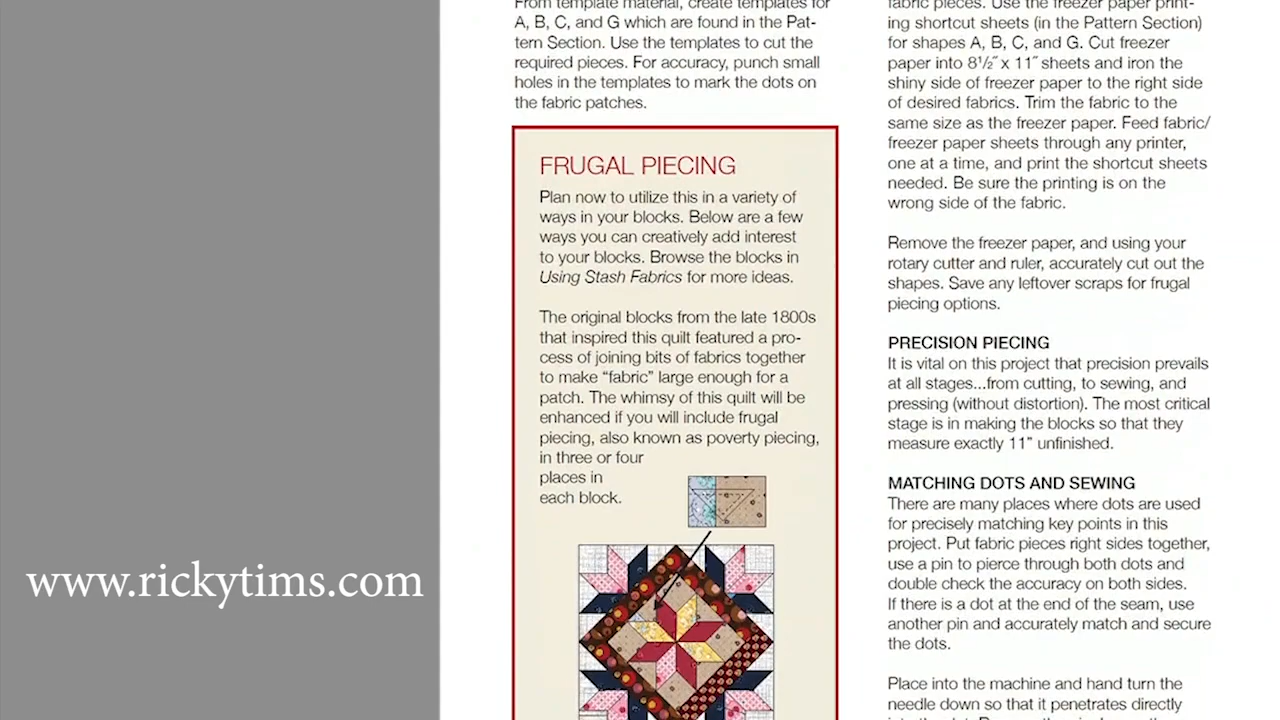 From template material, create templates for
A, B, C, and G which are found in the Pat-
tern Section. Use the templates to cut the
required pieces. For accuracy, punch small
holes in the templates to mark the dots on
the fabric patches.
FRUGAL PIECING
Plan now to utilize this in a variety of
ways in your blocks. Below are a few
ways you can creatively add interest
to your blocks. Browse the blocks in
Using Stash Fabrics for more ideas.
The original blocks from the late 1800s
that inspired this quilt featured a pro-
cess of joining bits of fabrics together
to make “fabric” large enough for a
patch. The whimsy of this quilt will be
enhanced if you will include frugal
piecing, also known as poverty piecing,
in three or four
places in
each block.
fabric pieces. Use the freezer paper print-
ing shortcut sheets (in the Pattern Section)
for shapes A, B, C, and G. Cut freezer
paper into 8½˝ x 11˝ sheets and iron the
shiny side of freezer paper to the right side
of desired fabrics. Trim the fabric to the
same size as the freezer paper. Feed fabric/
freezer paper sheets through any printer,
one at a time, and print the shortcut sheets
needed. Be sure the printing is on the
wrong side of the fabric.
Remove the freezer paper, and using your
rotary cutter and ruler, accurately cut out the
shapes. Save any leftover scraps for frugal
piecing options.
PRECISION PIECING
It is vital on this project that precision prevails
at all stages...from cutting, to sewing, and
pressing (without distortion). The most critical
stage is in making the blocks so that they
measure exactly 11" unfinished.
MATCHING DOTS AND SEWING
There are many places where dots are used
for precisely matching key points in this
project. Put fabric pieces right sides together,
use a pin to pierce through both dots and
double check the accuracy on both sides.
If there is a dot at the end of the seam, use
another pin and accurately match and secure
the dots.
Place into the machine and hand turn the
needle down so that it penetrates directly
www.rickytims.com